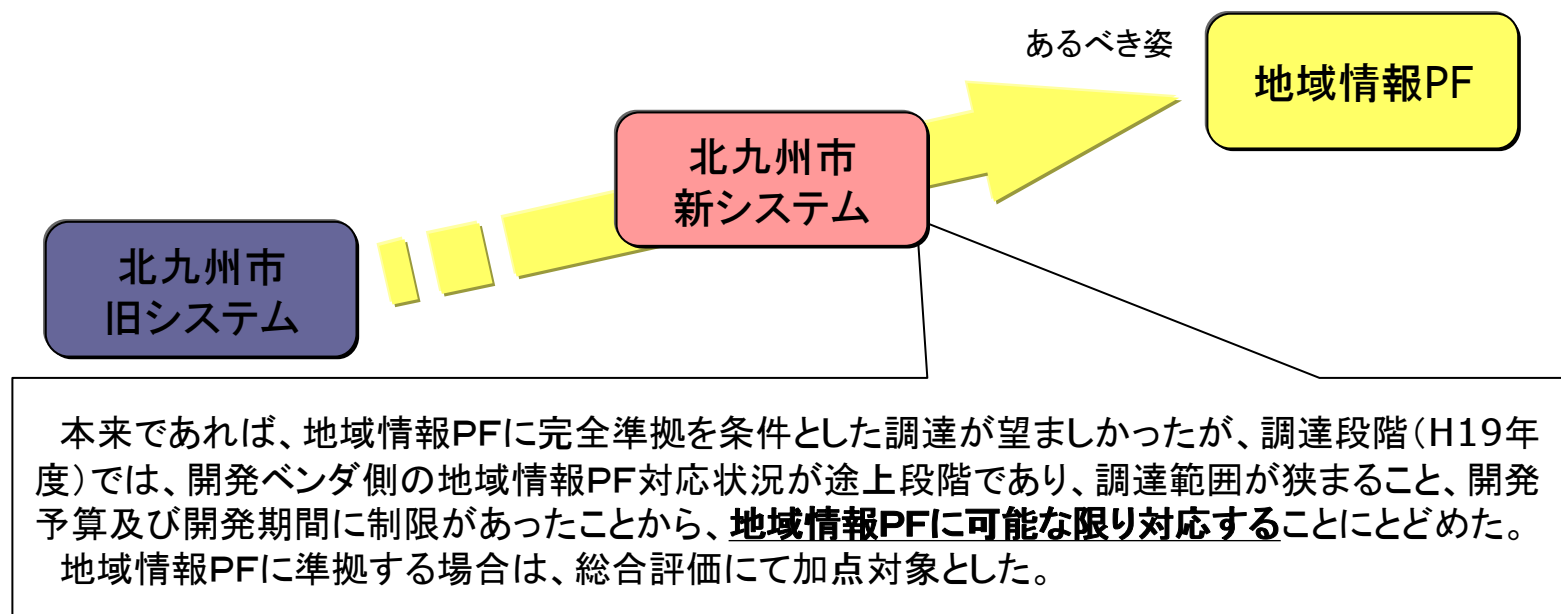 あるべき姿
地域情報PF
北九州市
新システム
北九州市
旧システム
本来であれば、地域情報PFに完全準拠を条件とした調達が望ましかったが、調達段階（H19年
度）では、開発ベンダ側の地域情報PF対応状況が途上段階であり、調達範囲が狭まること、開発
予算及び開発期間に制限があったことから、地域情報PFに可能な限り対応することにとどめた。
地域情報PFに準拠する場合は、総合評価にて加点対象とした。